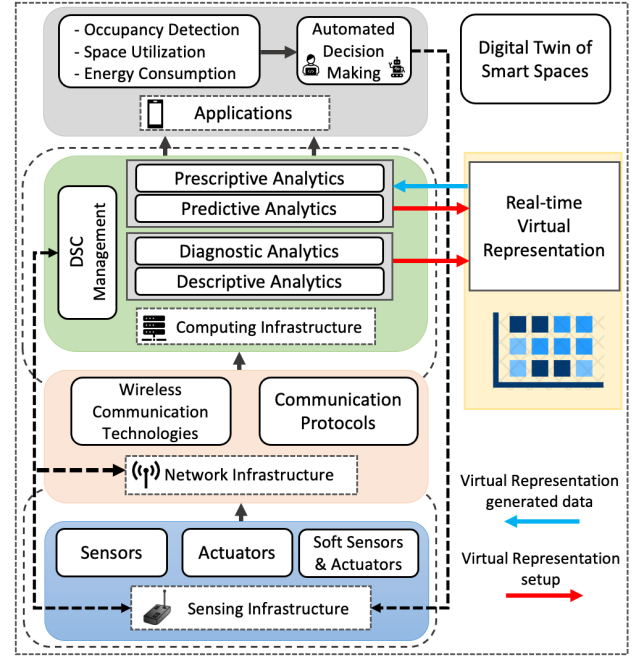 - Occupancy Detection
- Space Utilization
- Energy Consumption
Automated
Decision
Making
Digital Twin of
Smart Spaces
Applications
DSC
Management
Prescriptive Analytics
Predictive Analytics
Diagnostic Analytics
Descriptive Analytics
Computing Infrastructure
Real-time
Virtual
Representation
Wireless
Communication
Technologies
Communication
Protocols
Network Infrastructure
Virtual Representation
generated data
Sensors
Actuators
Soft Sensors
& Actuators
Virtual Representation
setup
Sensing Infrastructure